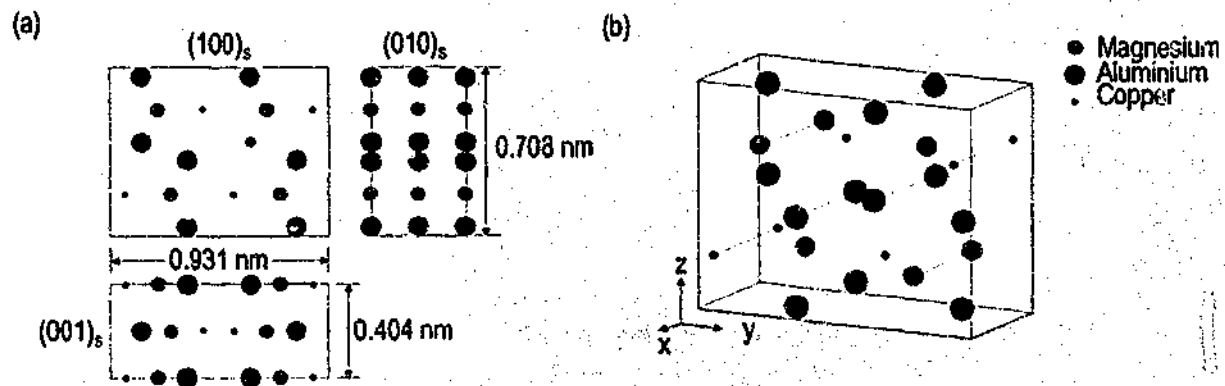 (a)
(100)s
(010)s
0.708 nm
0.931 nm
(001)s
0.404 nm
(b)
Magnesium
Aluminium
Copper
z
x
y